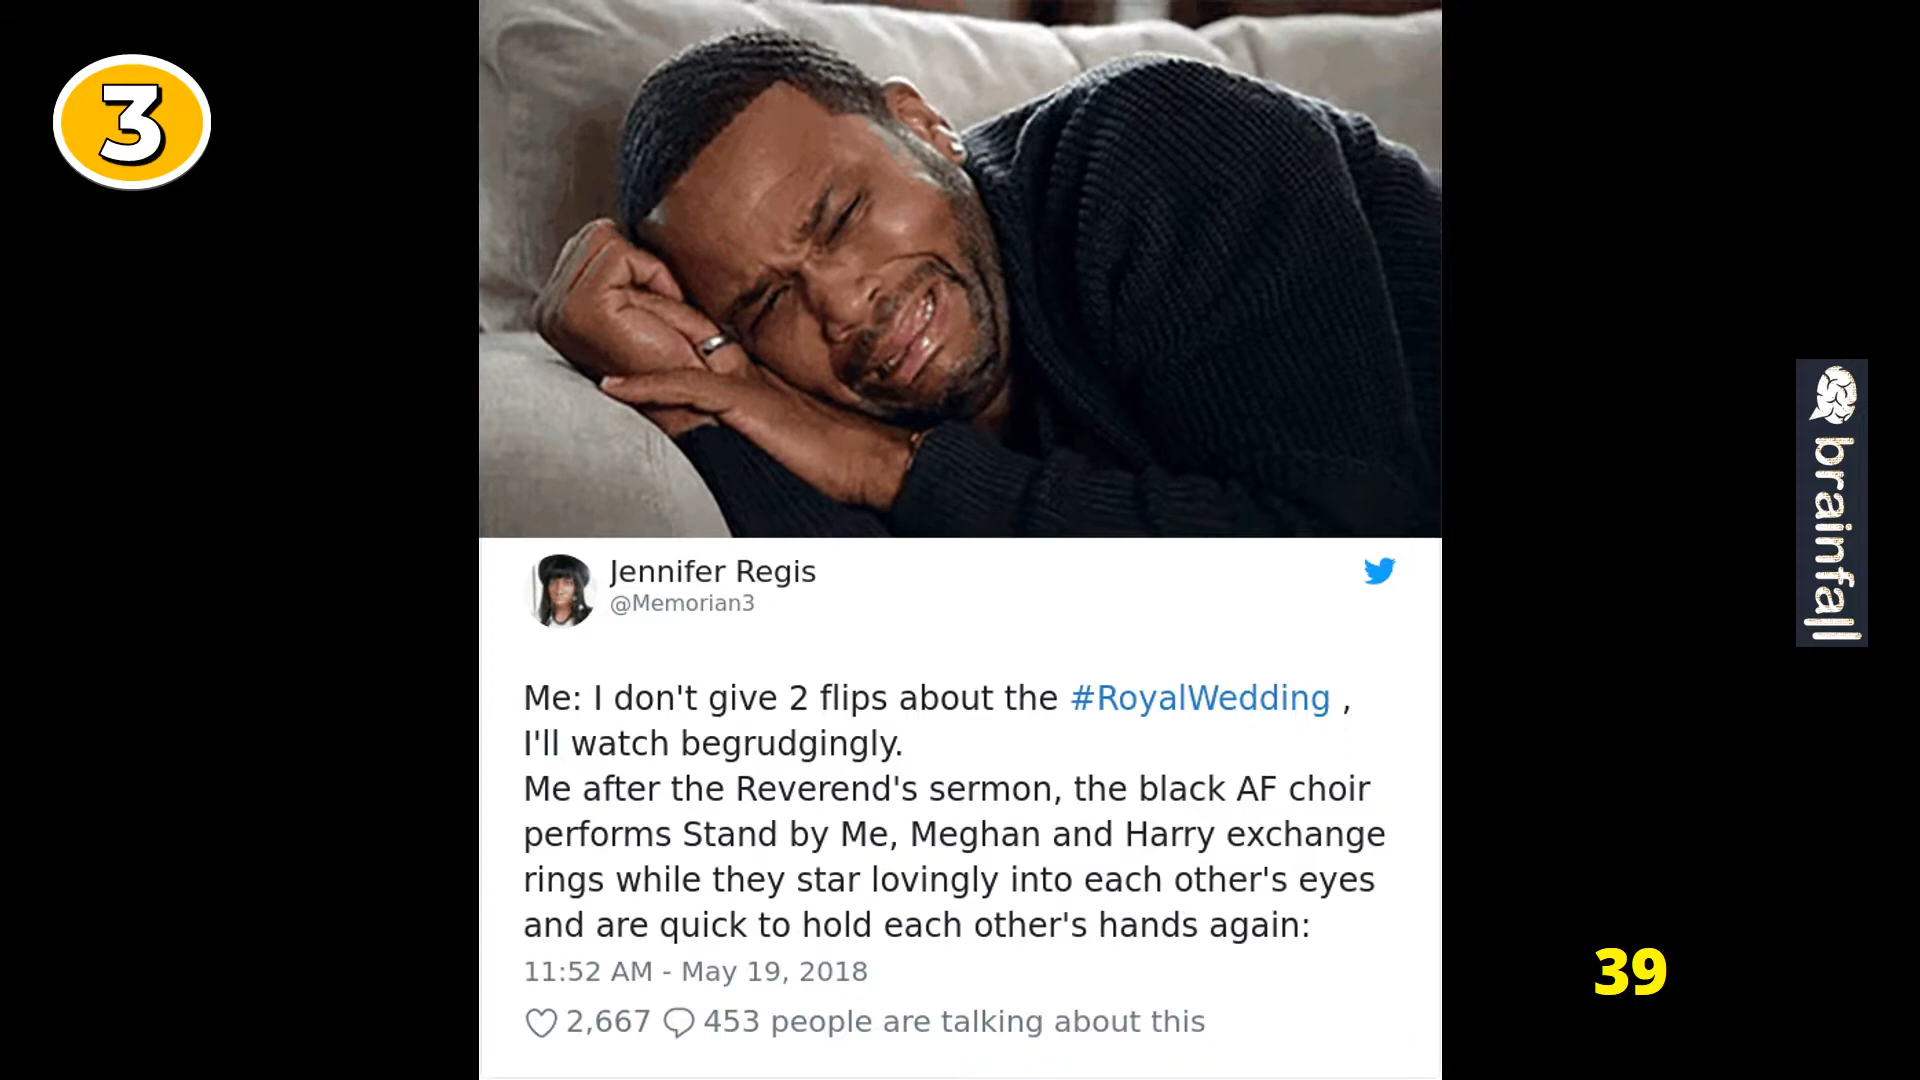 3
Jennifer Regis
@Memorian3
Me: I don't give 2 flips about the #RoyalWedding ,
I'll watch begrudgingly.
Me after the Reverend's sermon, the black AF choir
performs Stand by Me, Meghan and Harry exchange
rings while they star lovingly into each other's eyes
and are quick to hold each other's hands again:
11:52 AM - May 19, 2018
2,667 453 people are talking about this
brainfall
39